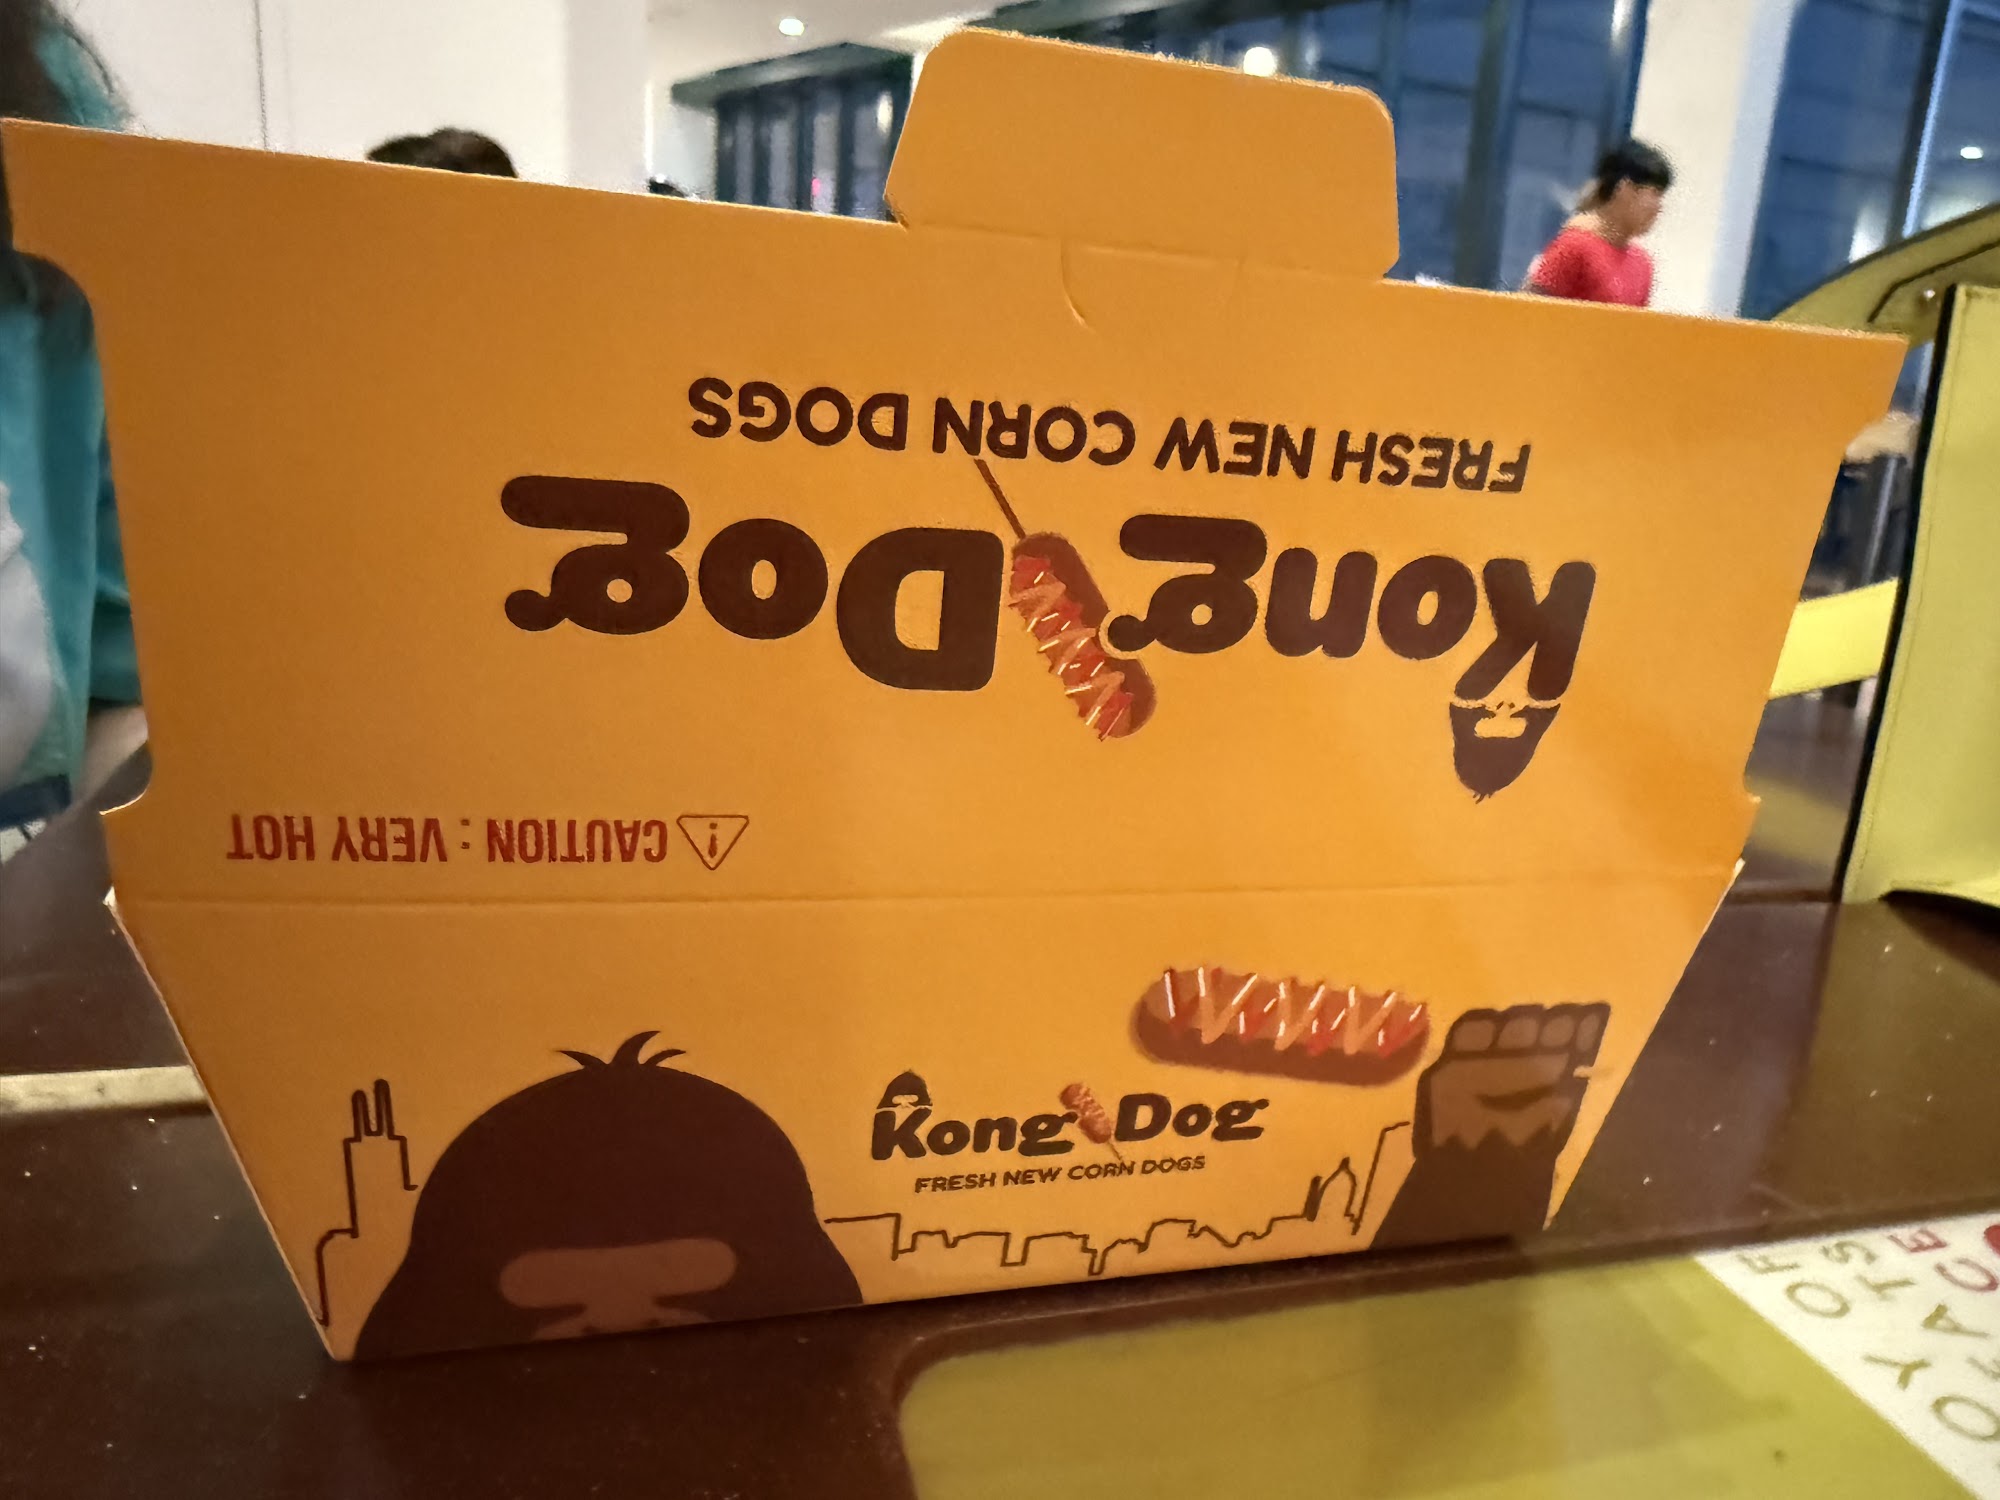 FRESH NEW CORN DOGS
Kong Dog
CAUTION : VERY HOT
Kong Dog
FRESH NEW CORN DOGS